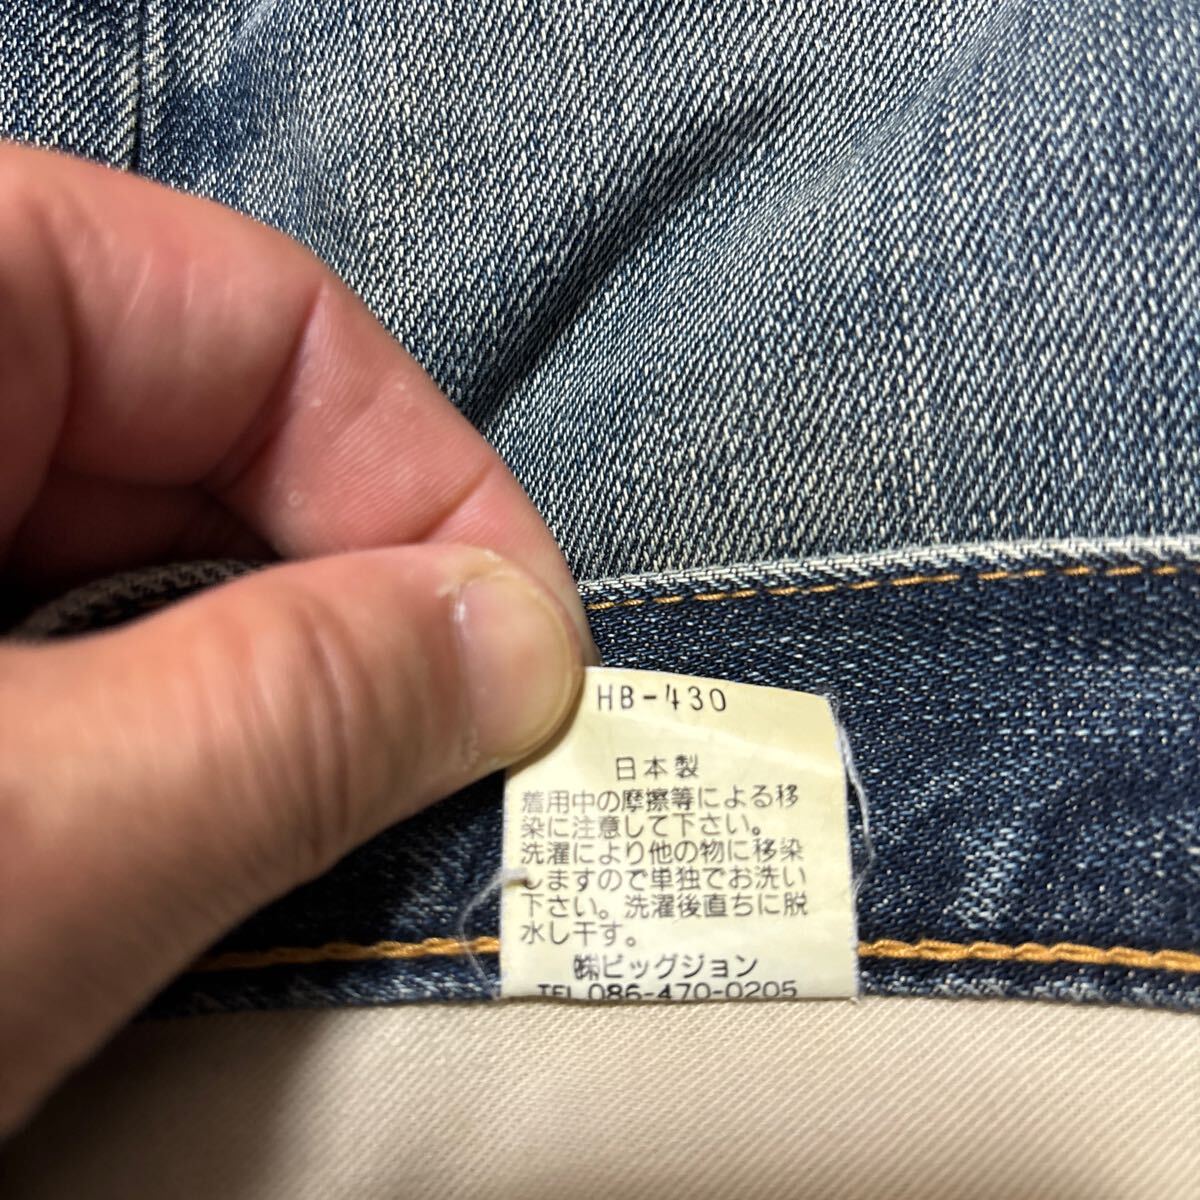 HB-430
日本製
着用中の摩擦等による移
染に注意して下さい。
洗濯により他の物に移染
しますので単独でお洗い
下さい。洗濯後直ちに脱
水し干す。
㈱ビッグジョン
TEL 086-470-0205